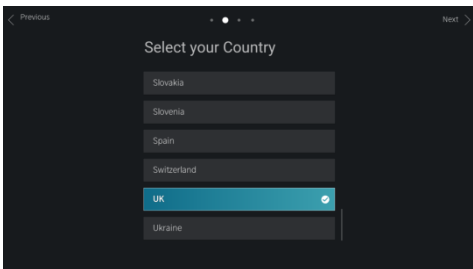 Previous
Next
Select your Country
Slovakia
Slovenia
Spain
Switzerland
UK
Ukraine